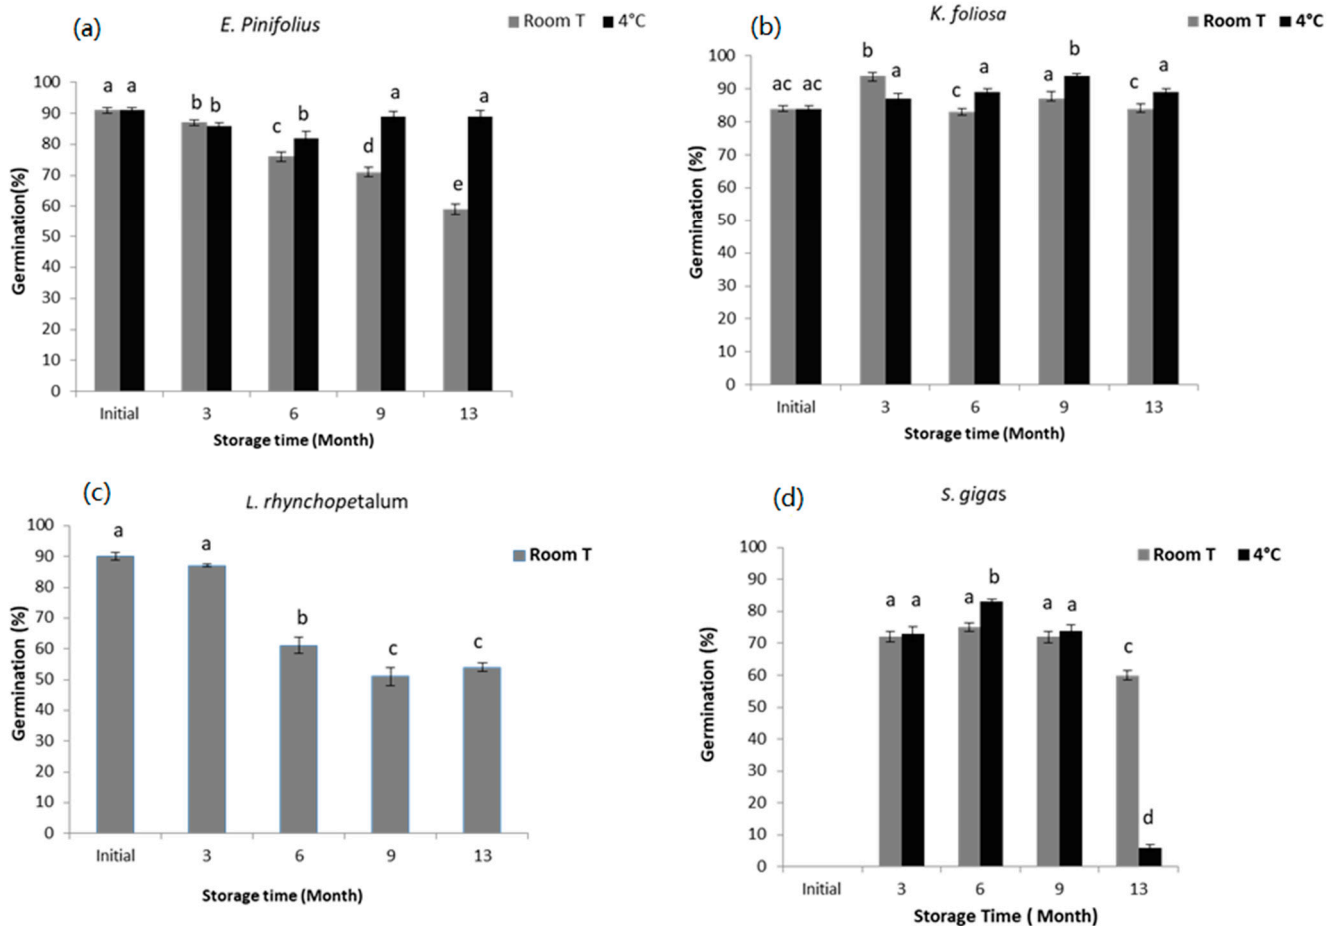 (a)
E. Pinifolius
Room T 4°C
100
90
80
70
60
50
40
30
20
10
0
Germination(%)
a a
b b
c b
d a
e a
Initial 3 6 9 13
Storage time (Month)
(b)
K. foliosa
Room T 4°C
100
90
80
70
60
50
40
30
20
10
0
Germination (%)
ac ac
b a
c a
a b
c a
Initial 3 6 9 13
Storage time (Month)
(c)
L. rhynchopetalum
Room T
100
90
80
70
60
50
40
30
20
10
0
Germination (%)
a
a
b
c
c
Initial 3 6 9 13
Storage time (Month)
(d)
S. gigas
Room T 4°C
100
90
80
70
60
50
40
30
20
10
0
Germination (%)
a a
a b
a a
c d
Initial 3 6 9 13
Storage Time ( Month)